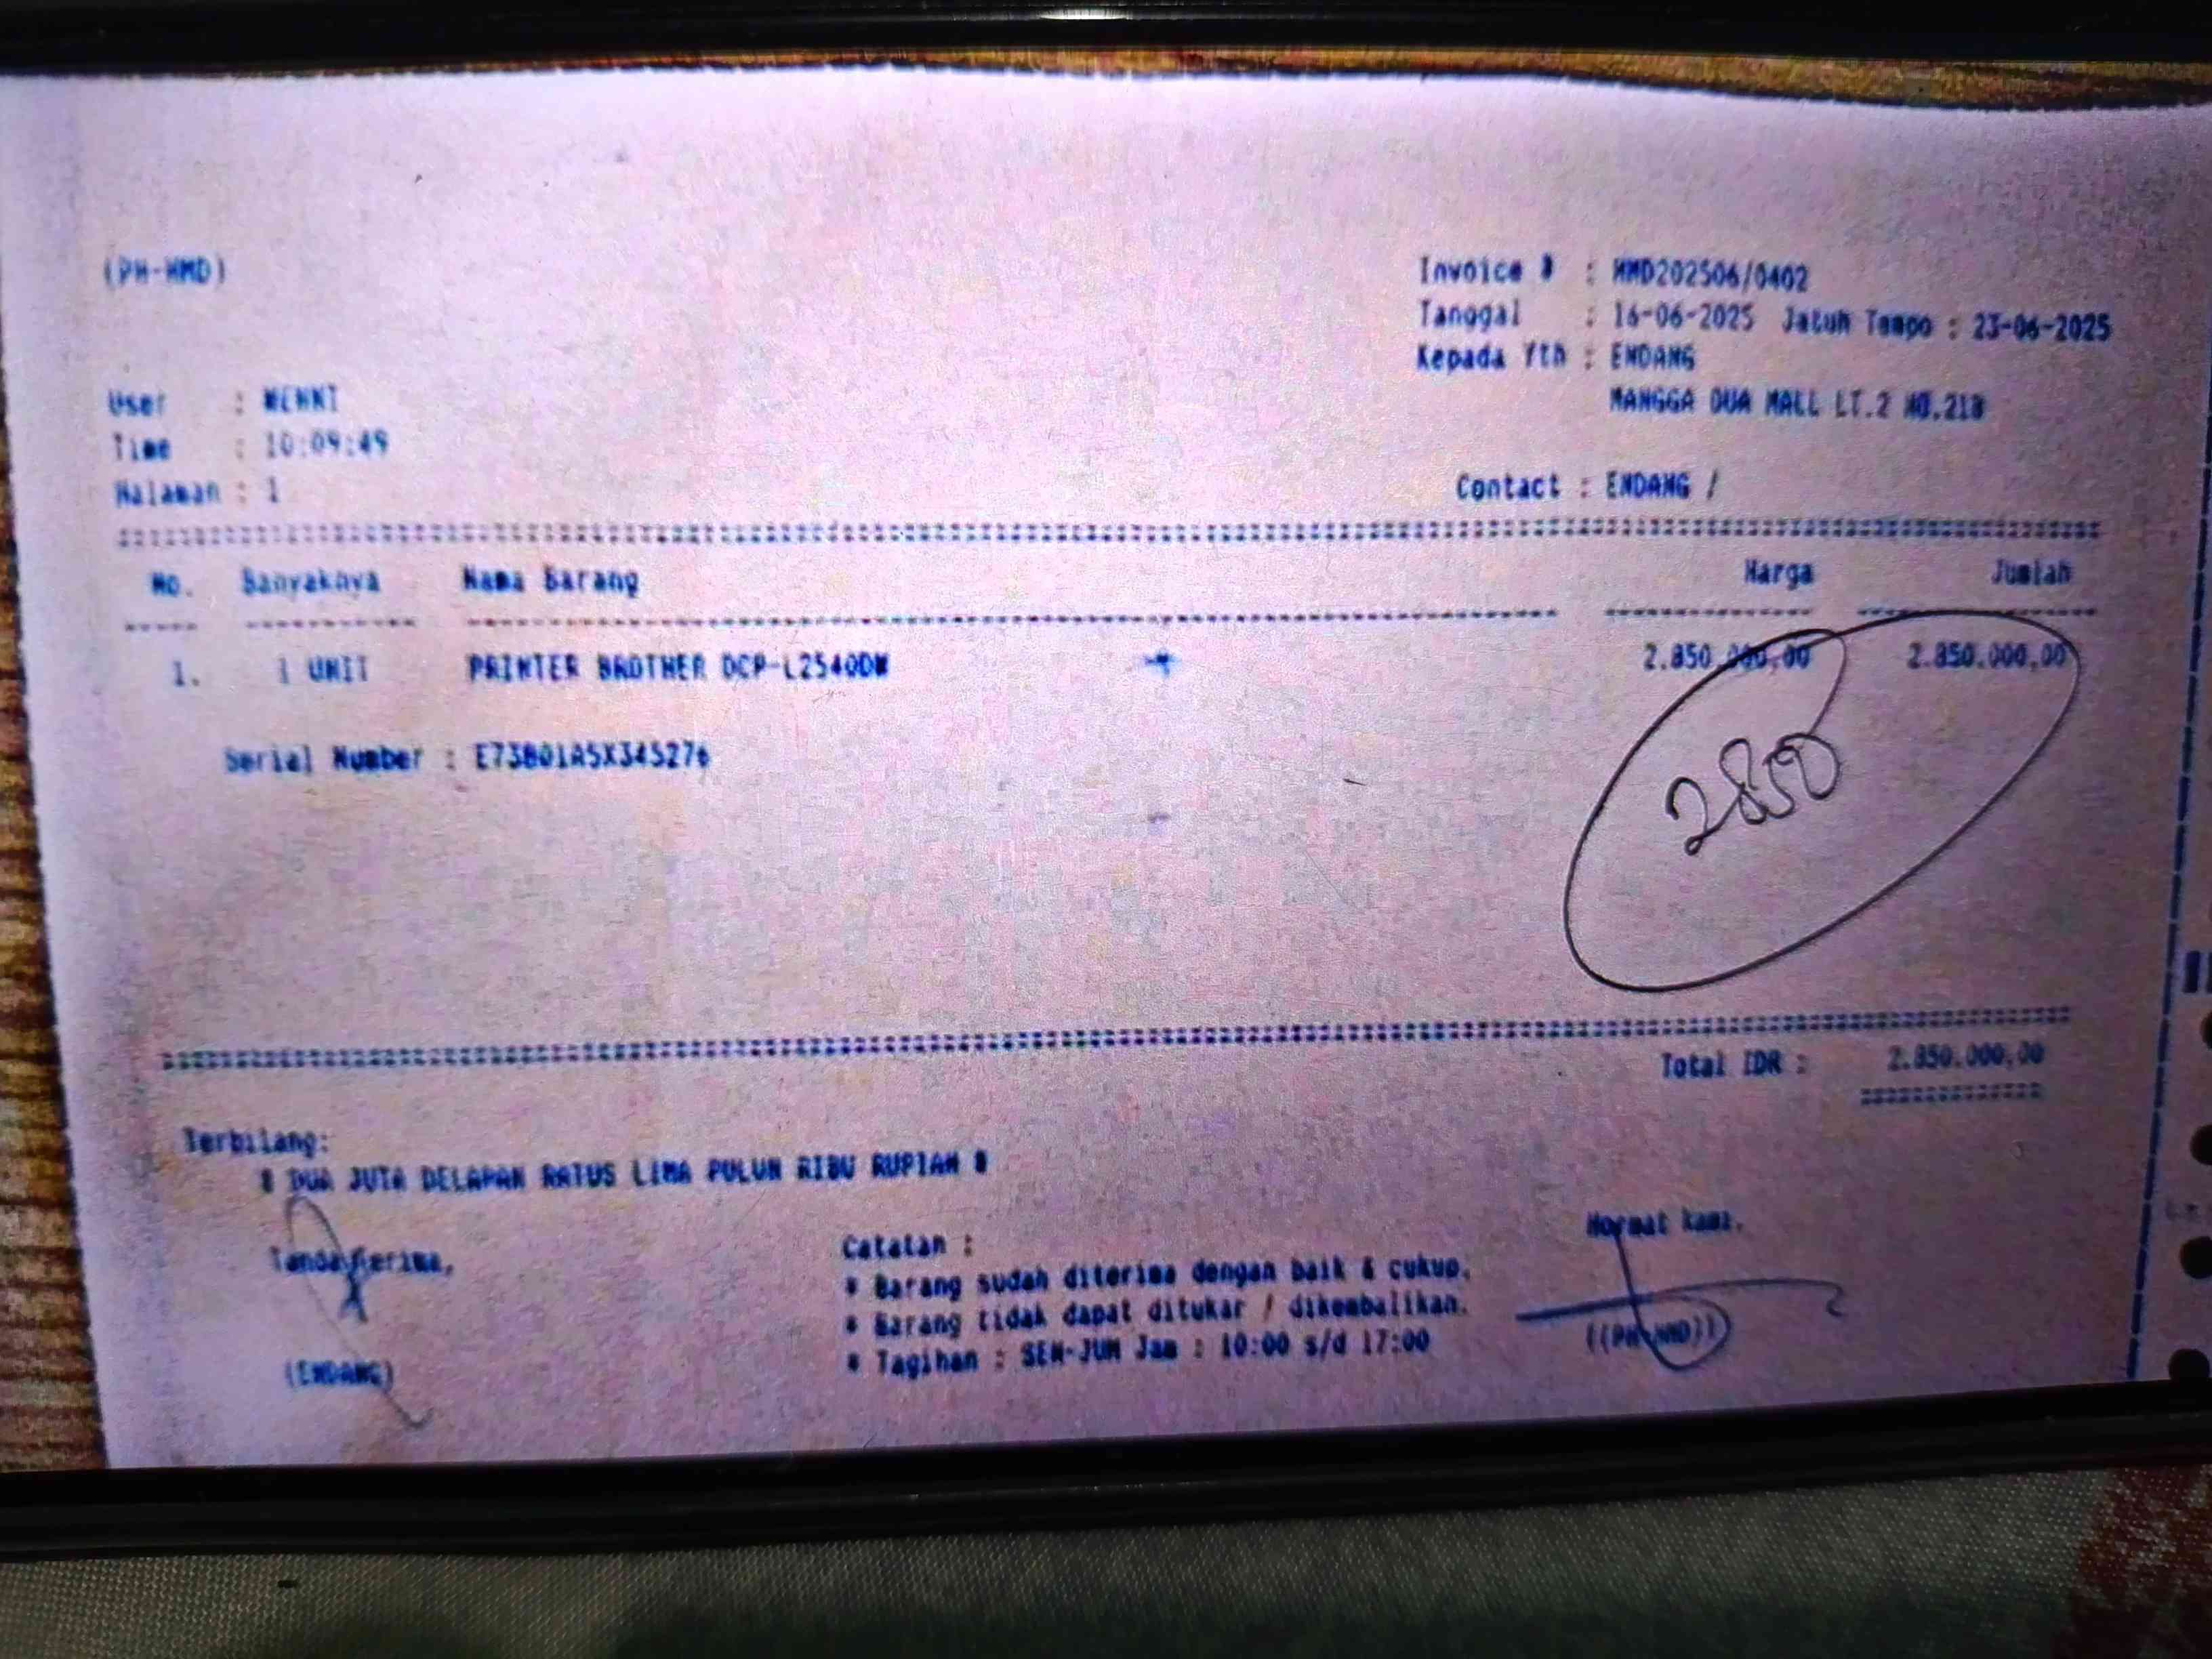 (PH-HMD)
Invoice # : HMD202506/0402
Tanggal : 16-06-2025 Jatuh Tempo : 23-06-2025
Kepada Yth : ENDANG
MANGGA DUA MALL LT.2 NO.21B
User : WENNI
Time : 10:09:49
Halaman : 1
Contact : ENDANG /
No. Banyaknya Nama Barang Harga Jumlah
1. 1 UNIT PRINTER BROTHER DCP-L2540DW 2.850.000,00 2.850.000,00
2850
Serial Number : E73801A5X345276
Total IDR : 2.850.000,00
Terbilang:
# DUA JUTA DELAPAN RATUS LIMA PULUH RIBU RUPIAH #
Tanda Terima,
Catatan :
Hormat kami,
* Barang sudah diterima dengan baik & cukup.
* Barang tidak dapat ditukar / dikembalikan.
* Tagihan : SEN-JUM Jam : 10:00 s/d 17:00
((PH-HMD))
(ENDANG)